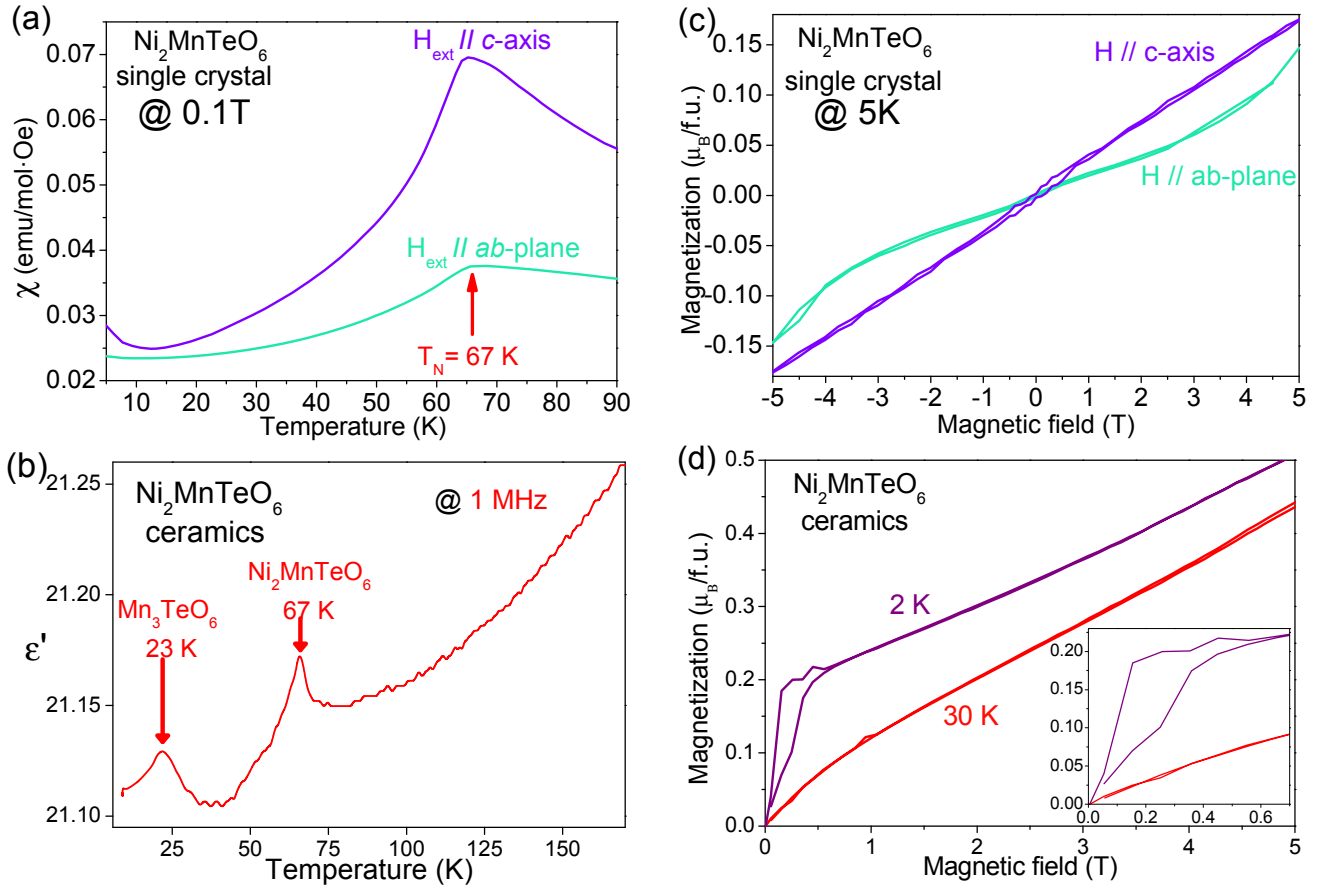 (a)
Ni₂MnTeO₆
single crystal
@ 0.1T
H_ext // c-axis
H_ext // ab-plane
T_N= 67 K
χ (emu/mol·Oe)
0.07
0.06
0.05
0.04
0.03
0.02
10 20 30 40 50 60 70 80 90
Temperature (K)
(c)
Ni₂MnTeO₆
single crystal
@ 5K
H // c-axis
H // ab-plane
Magnetization (μ_B/f.u.)
0.15
0.10
0.05
0.00
-0.05
-0.10
-0.15
-5 -4 -3 -2 -1 0 1 2 3 4 5
Magnetic field (T)
(b)
Ni₂MnTeO₆
ceramics
@ 1 MHz
Ni₂MnTeO₆
67 K
Mn₃TeO₆
23 K
ε'
21.25
21.20
21.15
21.10
25 50 75 100 125 150
Temperature (K)
(d)
Ni₂MnTeO₆
ceramics
2 K
30 K
Magnetization (μ_B/f.u.)
0.5
0.4
0.3
0.2
0.1
0.0
0 1 2 3 4 5
Magnetic field (T)
0.20
0.15
0.10
0.05
0.00
0.0 0.2 0.4 0.6